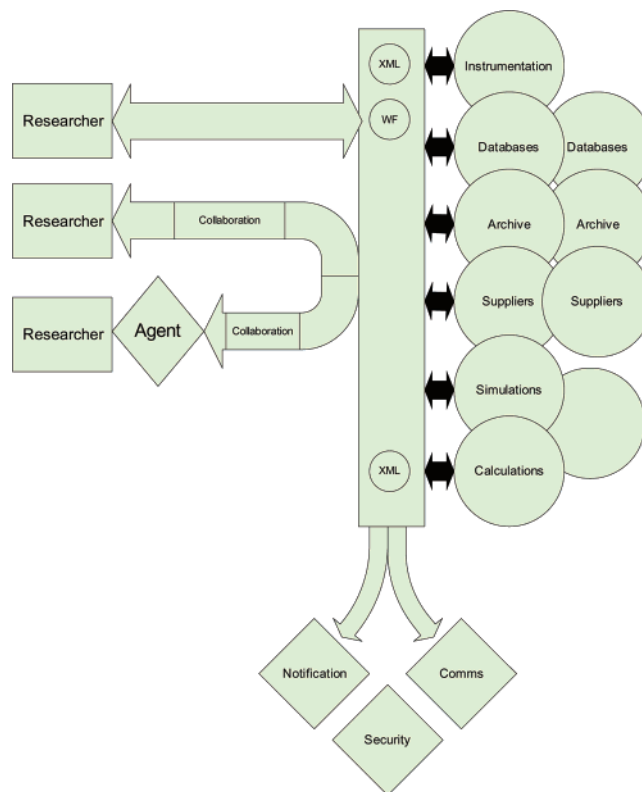 XML
Instrumentation
Researcher
WF
Databases
Databases
Researcher
Collaboration
Archive
Archive
Suppliers
Suppliers
Researcher
Agent
Collaboration
Simulations
XML
Calculations
Notification
Comms
Security